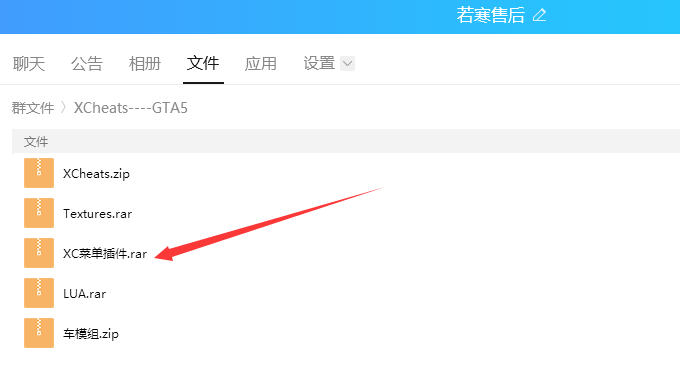 若寒售后
聊天 公告 相册 文件 应用 设置
群文件 〉XCheats----GTA5
文件
XCheats.zip
Textures.rar
XC菜单插件.rar
LUA.rar
车模组.zip